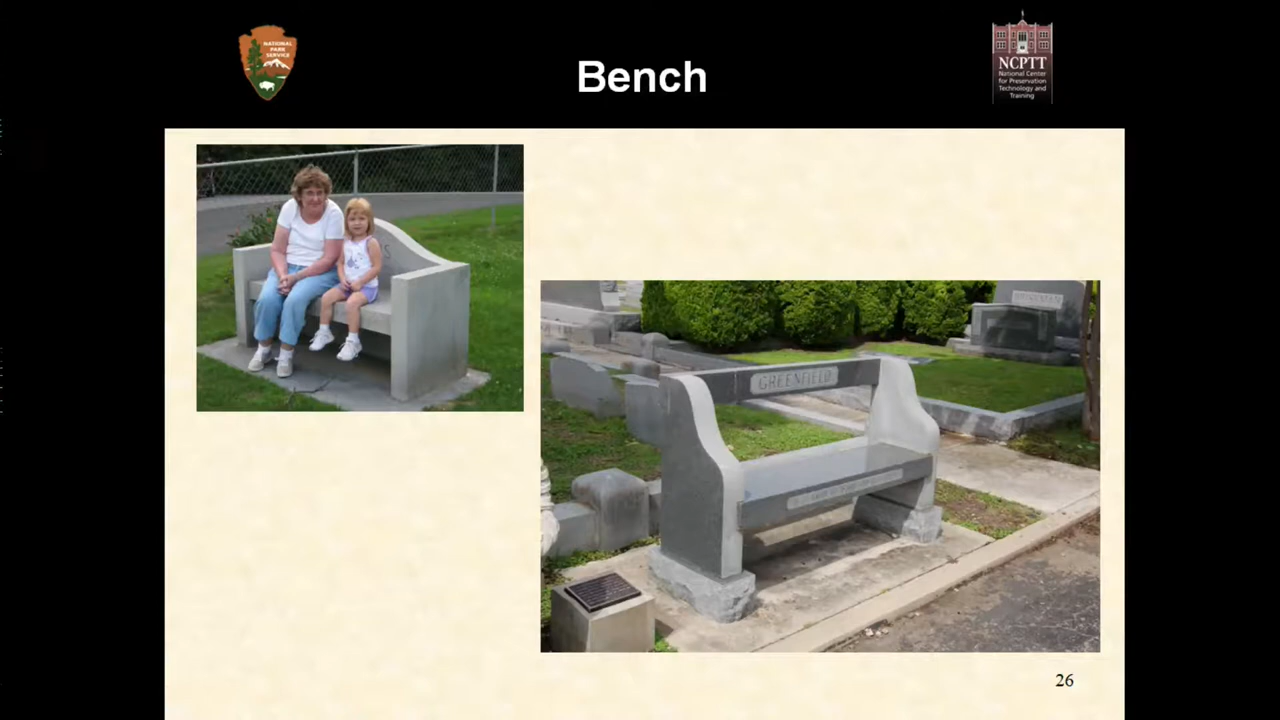 NATIONAL
PARK
SERVICE
Bench
NCPTT
National Center
for Preservation
Technology and
Training
GREENFIELD
26